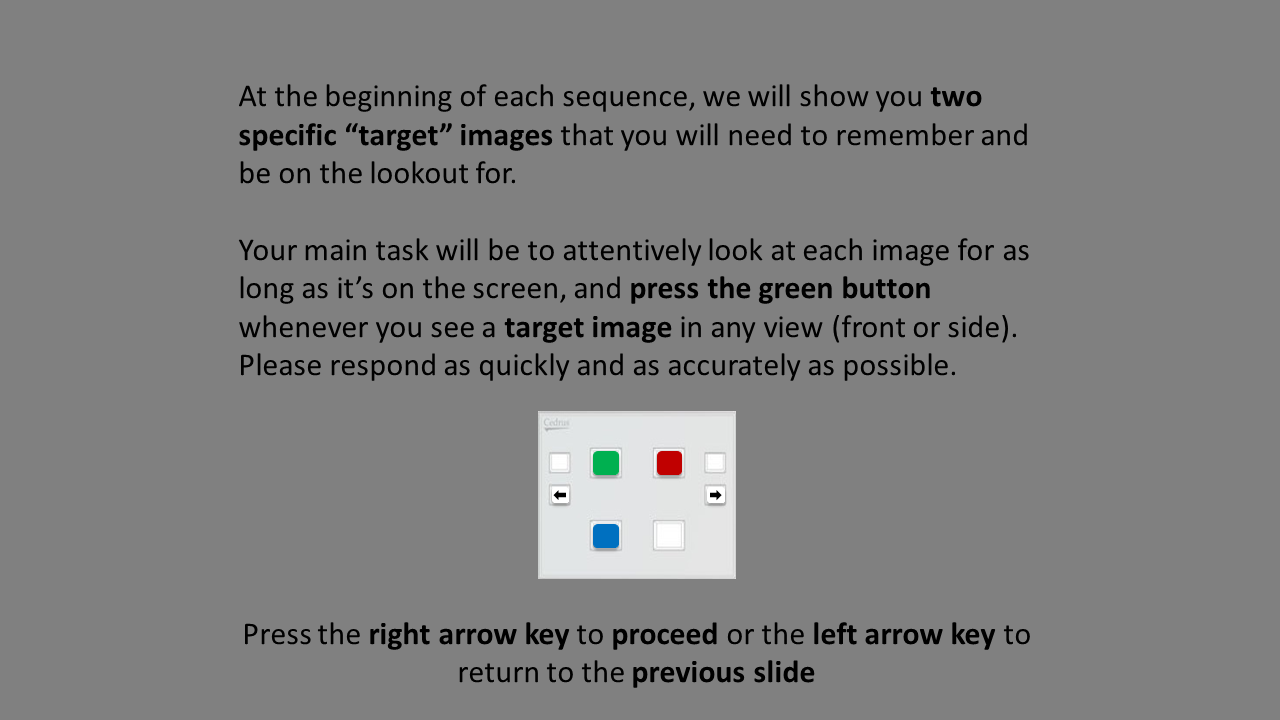 At the beginning of each sequence, we will show you two
specific “target” images that you will need to remember and
be on the lookout for.
Your main task will be to attentively look at each image for as
long as it’s on the screen, and press the green button
whenever you see a target image in any view (front or side).
Please respond as quickly and as accurately as possible.
Cedrus
Press the right arrow key to proceed or the left arrow key to
return to the previous slide